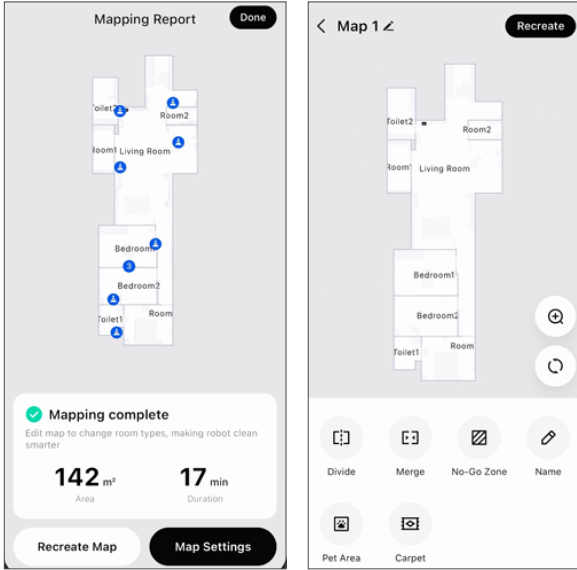 Mapping Report
Done
Toilet2
Room2
Room1
Living Room
Bedroom1
3
Bedroom2
Toilet1
Room
Mapping complete
Edit map to change room types, making robot clean
smarter
142 m²
17 min
Area
Duration
Recreate Map
Map Settings
Map 1
Recreate
Toilet2
Room2
Room1
Living Room
Bedroom1
Bedroom2
Toilet1
Room
Divide
Merge
No-Go Zone
Name
Pet Area
Carpet